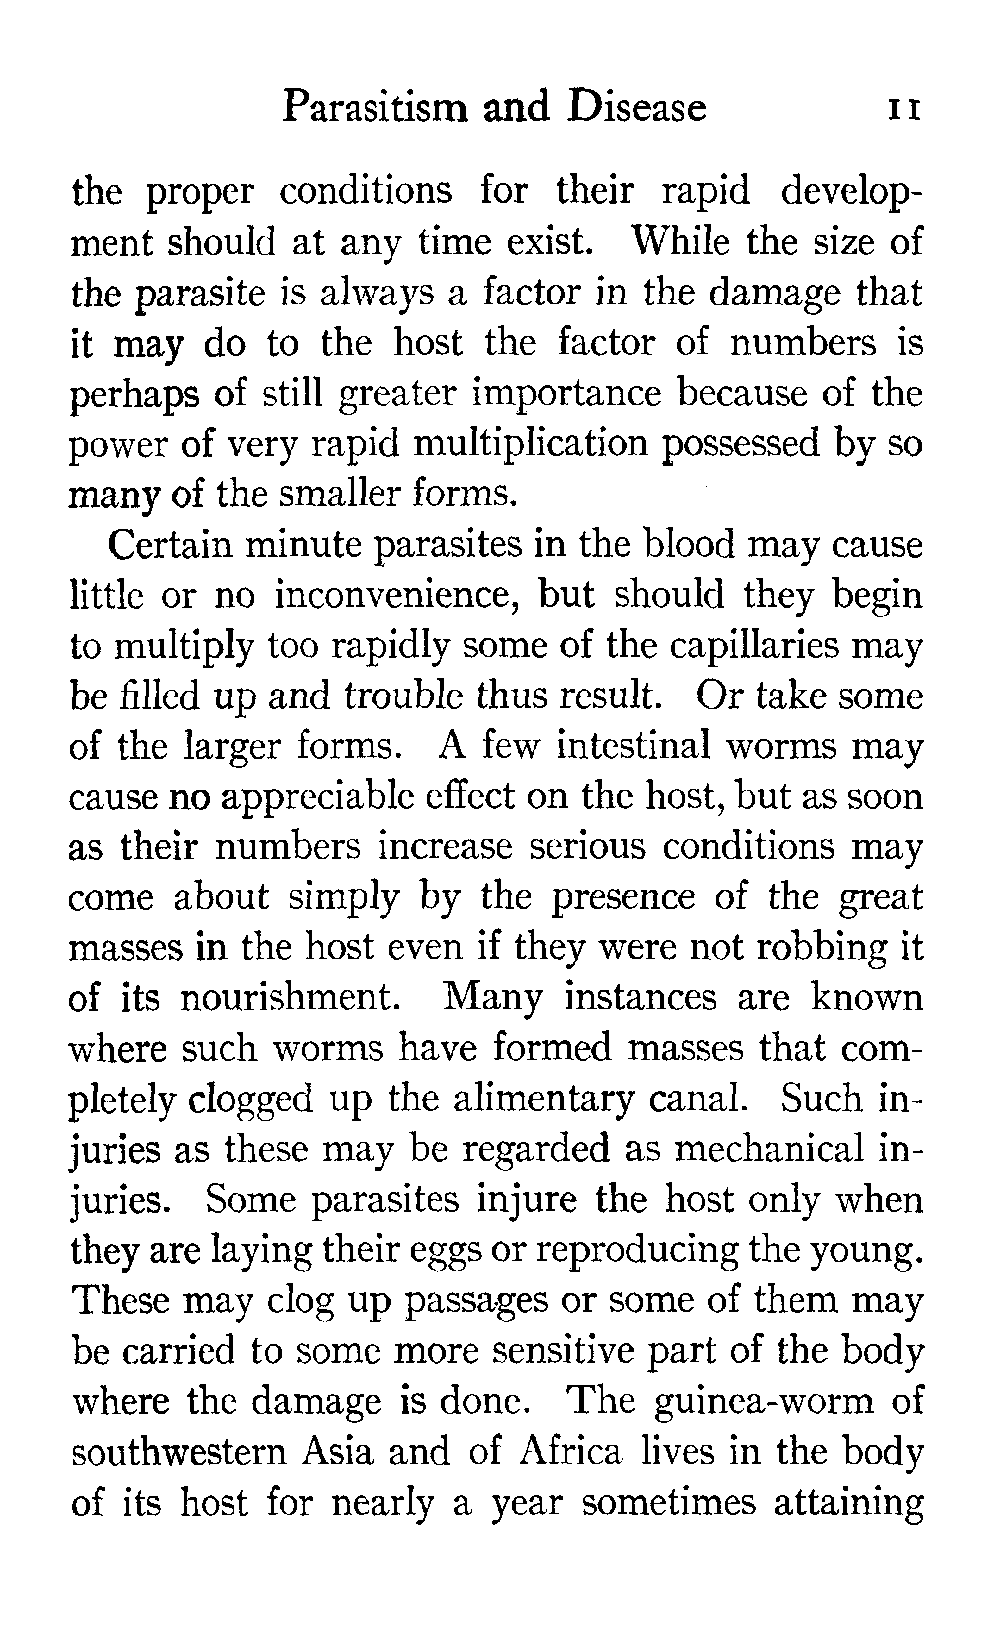 Parasitism and Disease 11
the proper conditions for their rapid develop-
ment should at any time exist. While the size of
the parasite is always a factor in the damage that
it may do to the host the factor of numbers is
perhaps of still greater importance because of the
power of very rapid multiplication possessed by so
many of the smaller forms.
Certain minute parasites in the blood may cause
little or no inconvenience, but should they begin
to multiply too rapidly some of the capillaries may
be filled up and trouble thus result. Or take some
of the larger forms. A few intestinal worms may
cause no appreciable effect on the host, but as soon
as their numbers increase serious conditions may
come about simply by the presence of the great
masses in the host even if they were not robbing it
of its nourishment. Many instances are known
where such worms have formed masses that com-
pletely clogged up the alimentary canal. Such in-
juries as these may be regarded as mechanical in-
juries. Some parasites injure the host only when
they are laying their eggs or reproducing the young.
These may clog up passages or some of them may
be carried to some more sensitive part of the body
where the damage is done. The guinea-worm of
southwestern Asia and of Africa lives in the body
of its host for nearly a year sometimes attaining